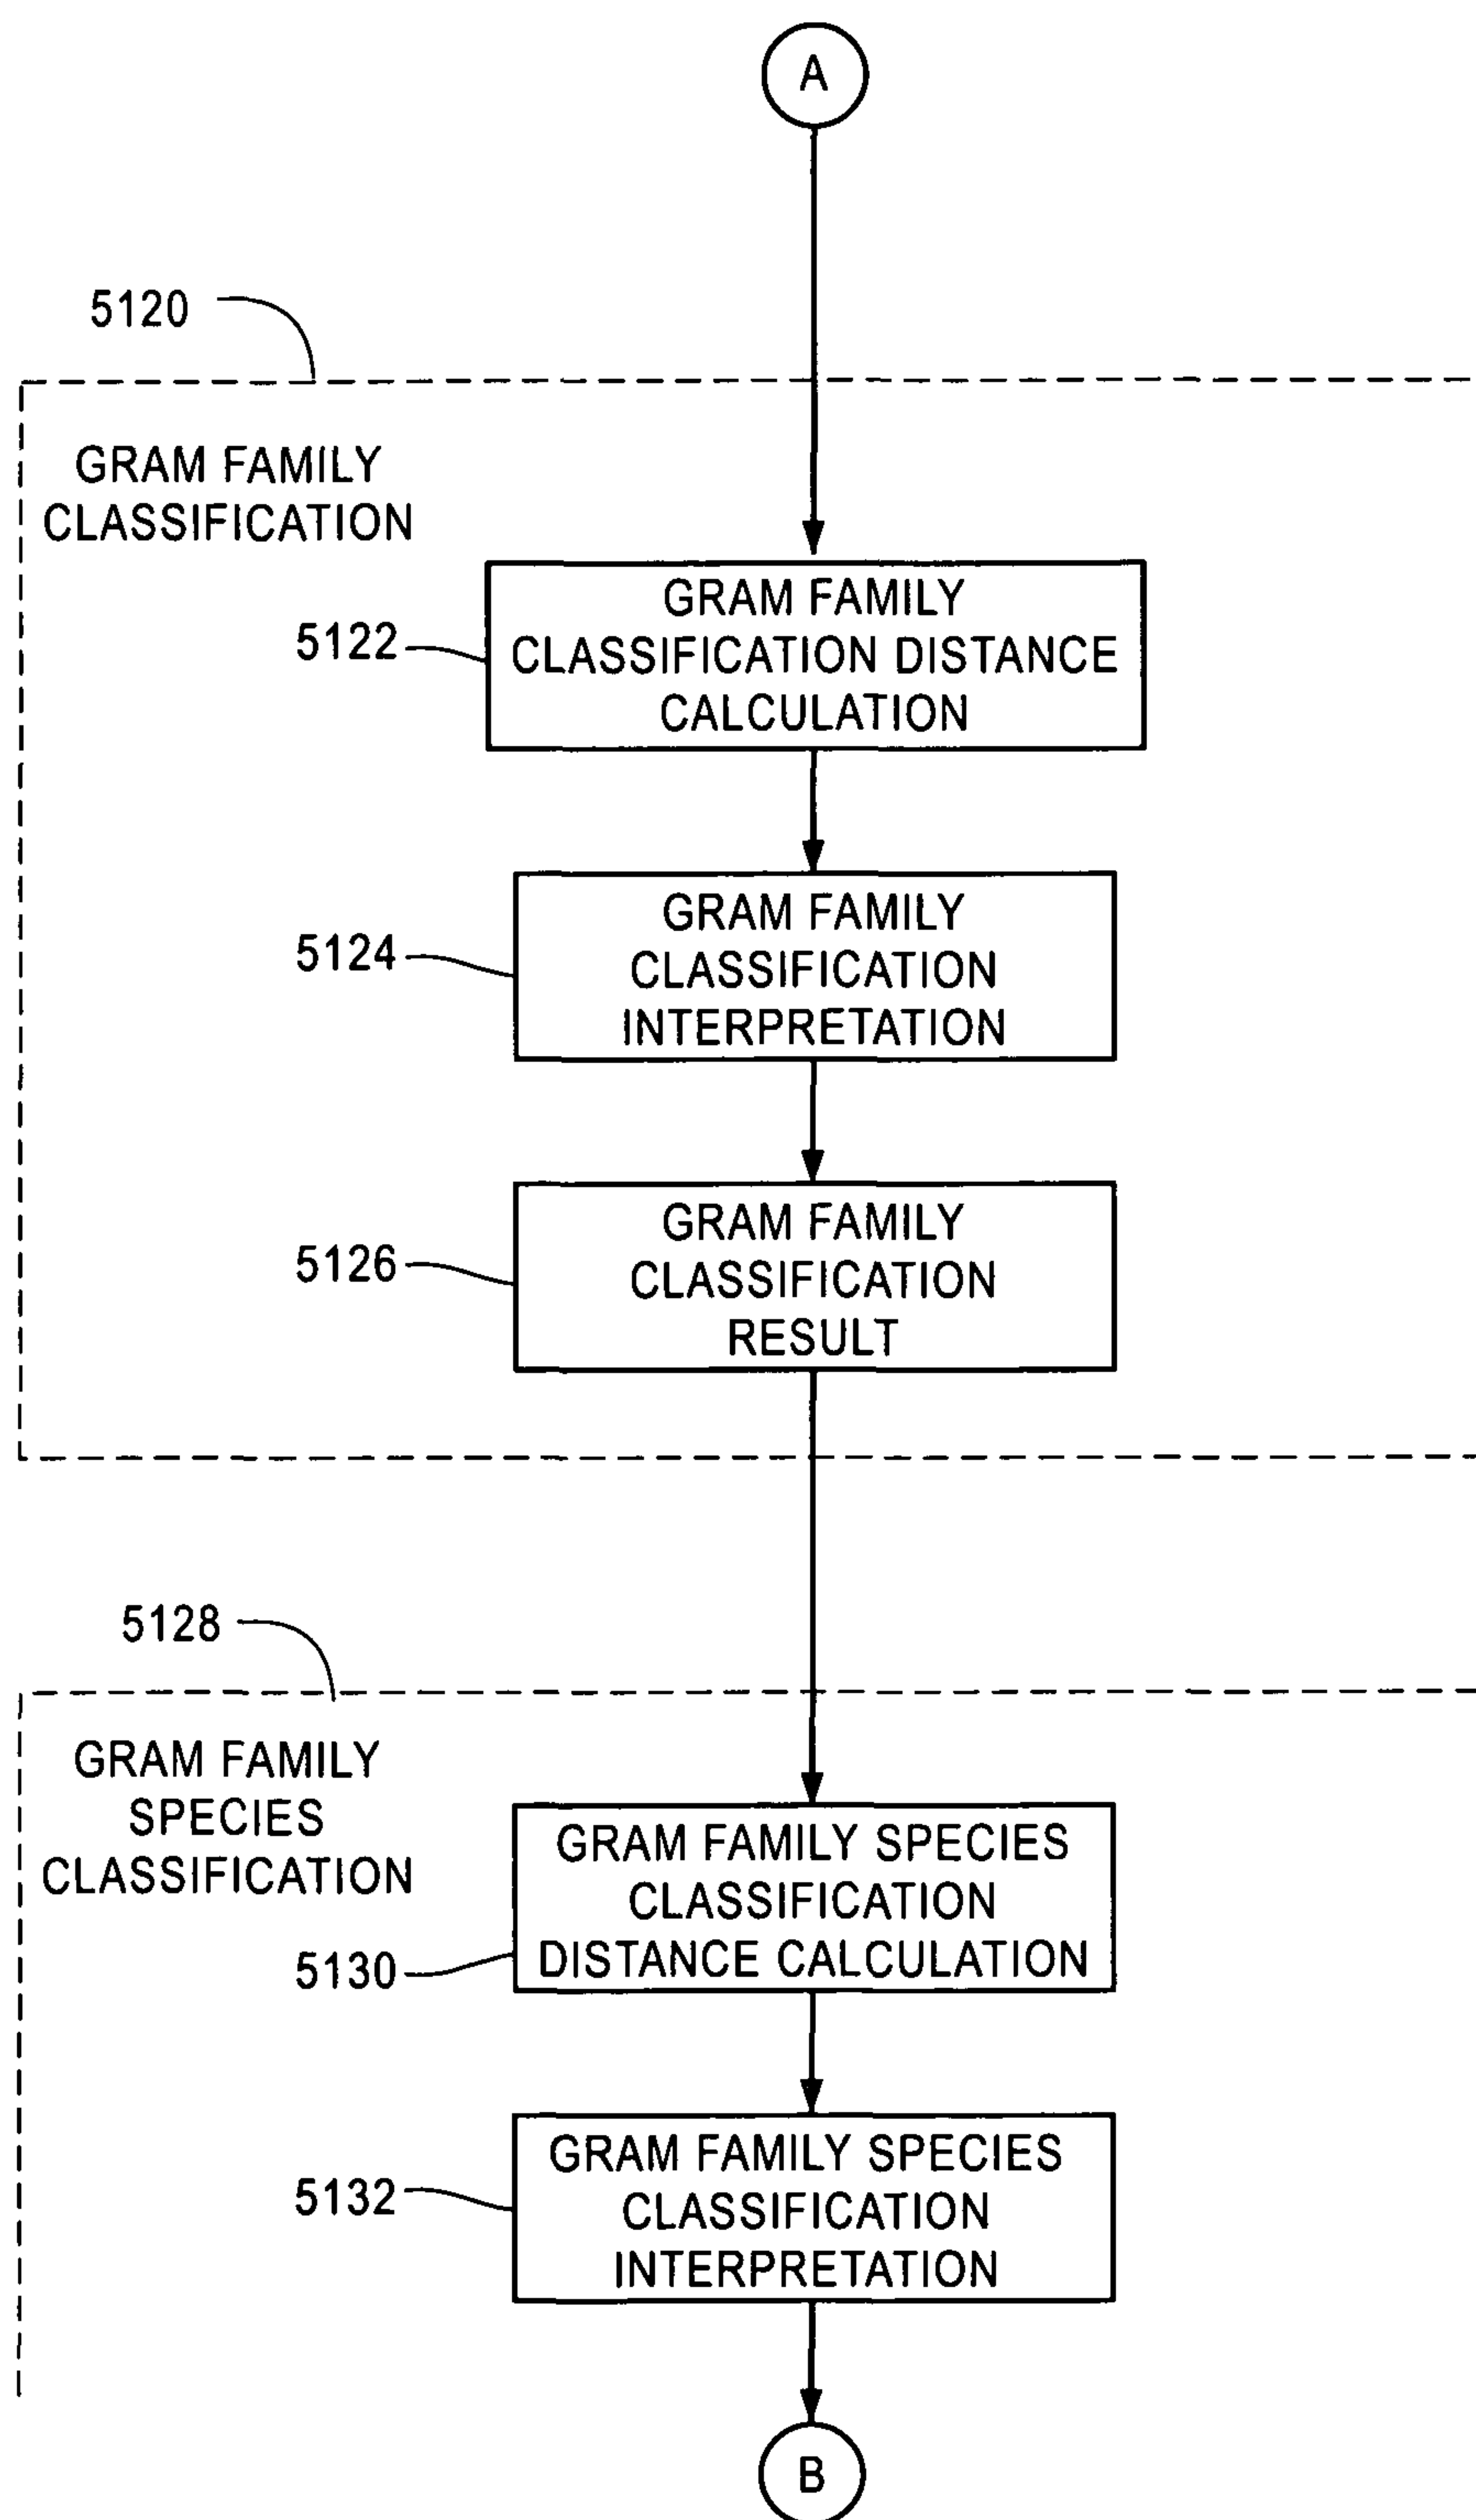 A
5120
GRAM FAMILY
CLASSIFICATION
GRAM FAMILY
CLASSIFICATION DISTANCE
CALCULATION
5122
GRAM FAMILY
CLASSIFICATION
INTERPRETATION
5124
GRAM FAMILY
CLASSIFICATION
RESULT
5126
5128
GRAM FAMILY
SPECIES
CLASSIFICATION
GRAM FAMILY SPECIES
CLASSIFICATION
DISTANCE CALCULATION
5130
GRAM FAMILY SPECIES
CLASSIFICATION
INTERPRETATION
5132
B